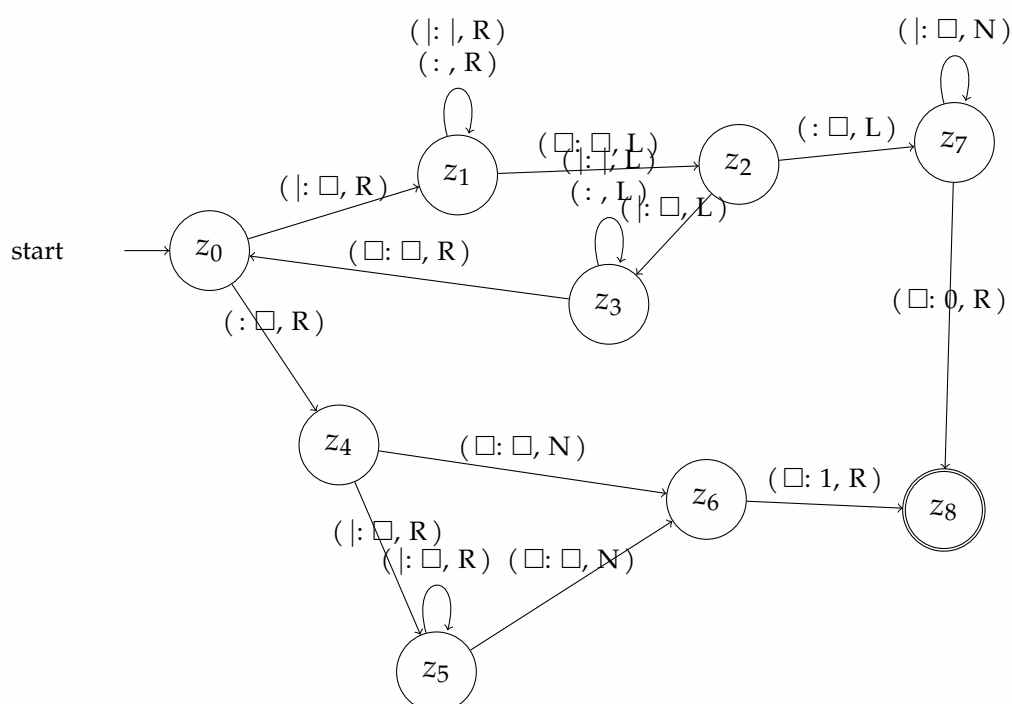 ( |: |, R )
( : , R )
( |: □, N )
( □: □, L )
( |: |, L )
( : , L )
( : □, L )
z7
z1
z2
( |: □, R )
( |: □, L )
start
z0
( □: □, R )
z3
( □: 0, R )
( : □, R )
z4
( □: □, N )
( □: 1, R )
z6
z8
( |: □, R )
( |: □, R )
( □: □, N )
z5